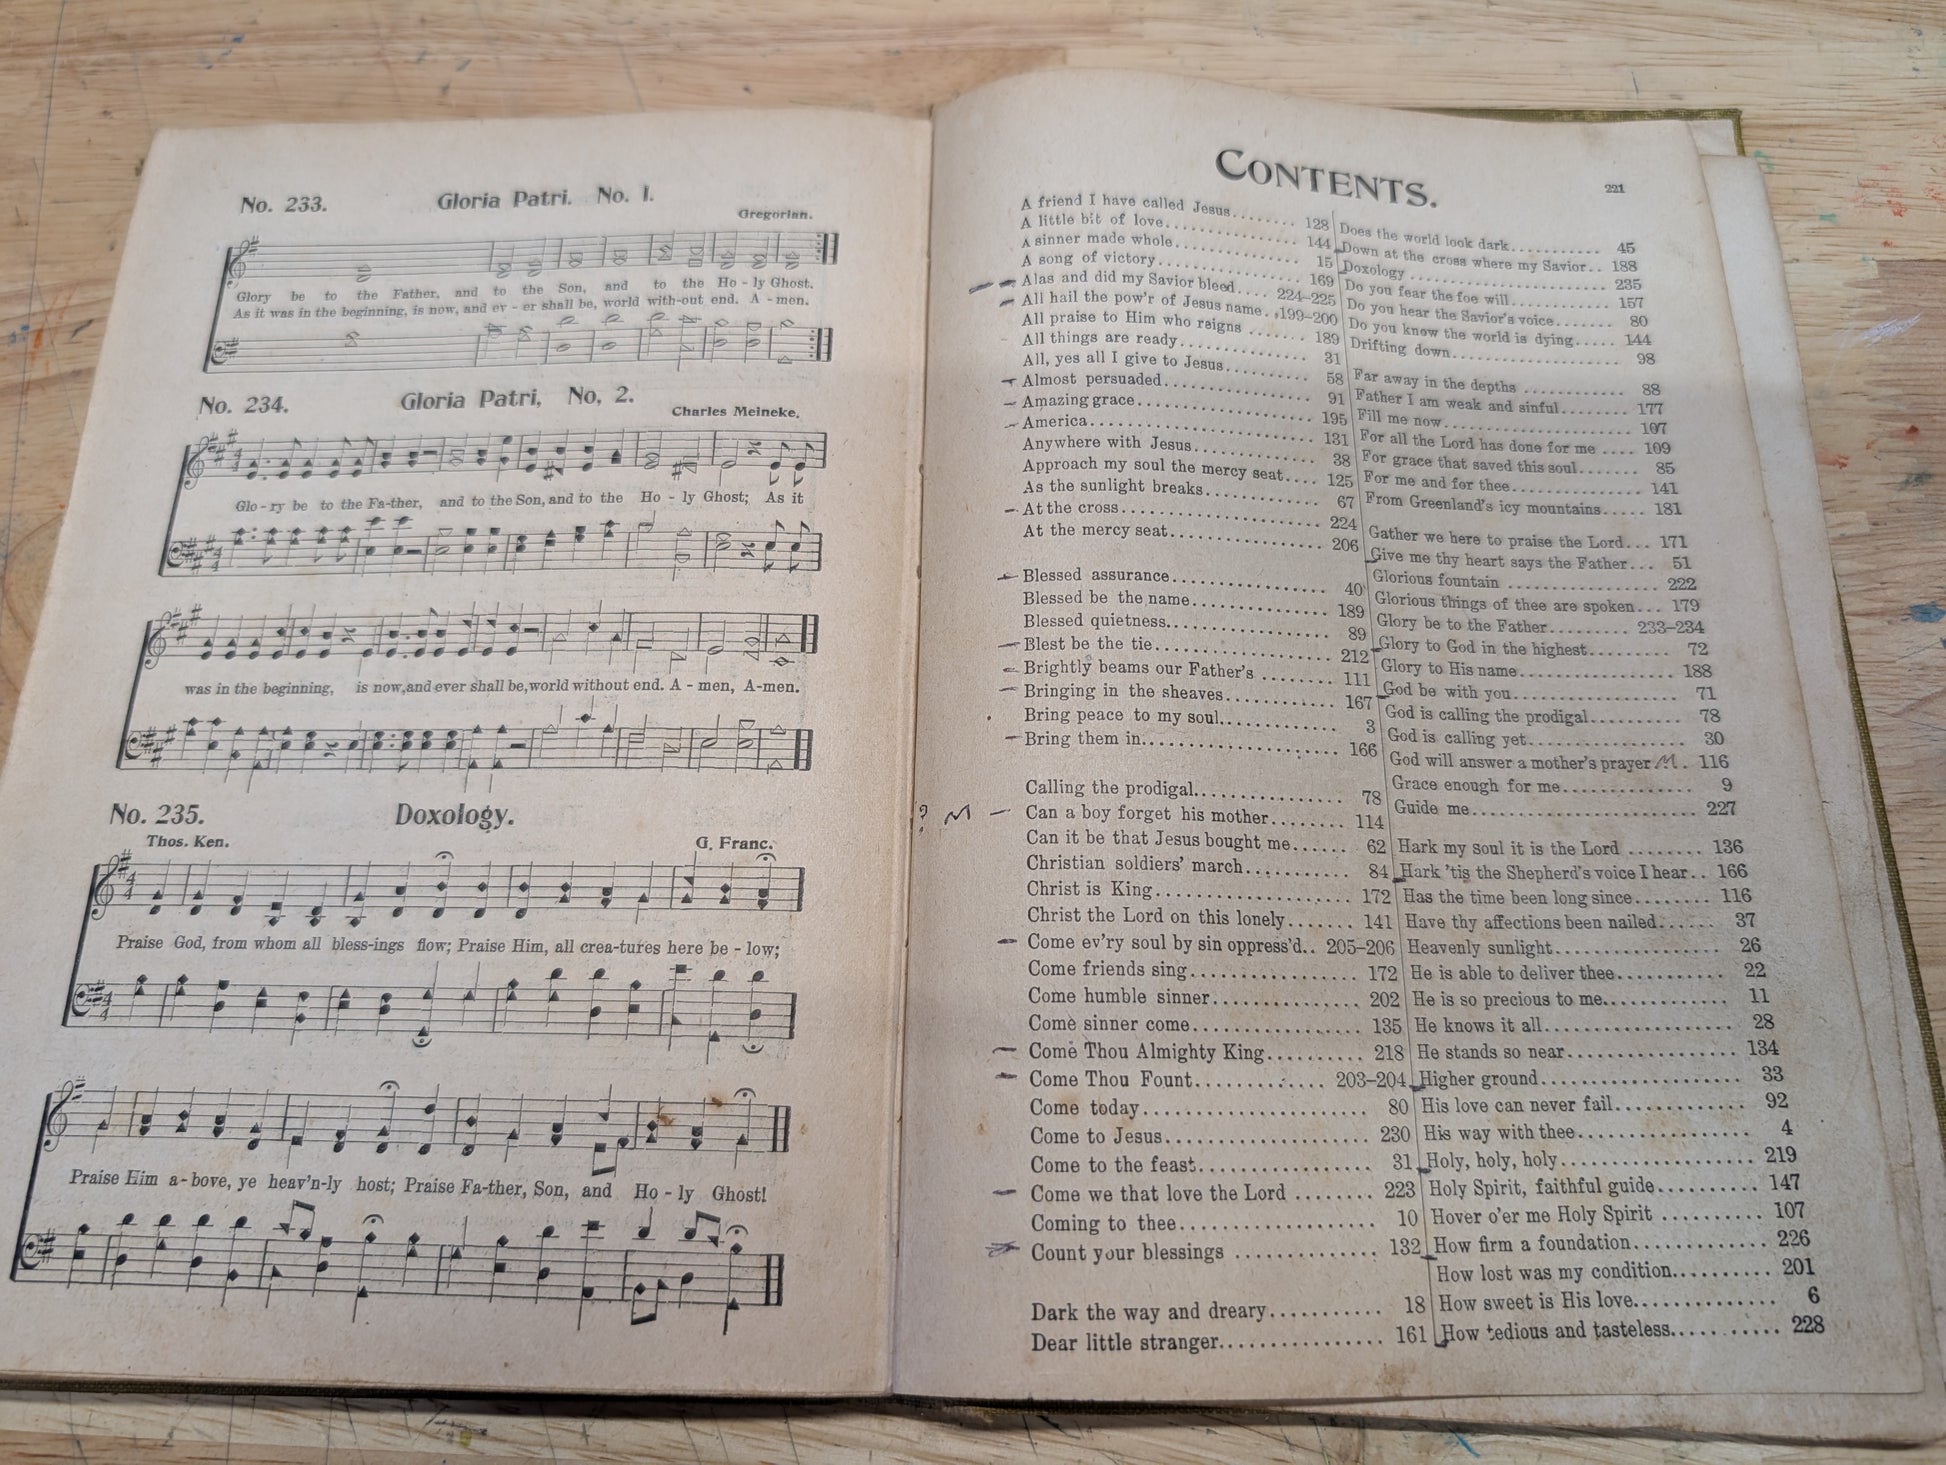 No. 233. Gloria Patri. No. 1.
Gregorian.
Glory be to the Father, and to the Son, and to the Ho - ly Ghost.
As it was in the beginning, is now, and ev - er shall be, world with-out end. A - men.
No. 234. Gloria Patri, No, 2.
Charles Meineke.
Glo - ry be to the Fa-ther, and to the Son, and to the Ho - ly Ghost; As it
was in the beginning, is now, and ever shall be, world without end. A - men, A-men.
No. 235. Doxology.
Thos. Ken. G. Franc.
Praise God, from whom all bless-ings flow; Praise Him, all crea-tures here be - low;
Praise Him a-bove, ye heav'n-ly host; Praise Fa-ther, Son, and Ho - ly Ghost!
CONTENTS.
221
A friend I have called Jesus........ 128
A little bit of love................ 144
A sinner made whole................ 15
A song of victory.................. 169
Alas and did my Savior bleed.... 224-225
All hail the pow'r of Jesus name..199-200
All praise to Him who reigns ...... 189
All things are ready............... 31
All, yes all I give to Jesus.......... 58
Almost persuaded.................. 91
Amazing grace.................... 195
America.......................... 131
Anywhere with Jesus............... 38
Approach my soul the mercy seat.... 125
As the sunlight breaks.............. 67
At the cross....................... 224
At the mercy seat.................. 206
Blessed assurance................. 40
Blessed be the name................ 189
Blessed quietness.................. 89
Blest be the tie.................... 212
Brightly beams our Father's ........ 111
Bringing in the sheaves............. 167
Bring peace to my soul.............. 3
Bring them in...................... 166
Calling the prodigal................ 78
? M Can a boy forget his mother........ 114
Can it be that Jesus bought me...... 62
Christian soldiers' march............ 84
Christ is King..................... 172
Christ the Lord on this lonely....... 141
Come ev'ry soul by sin oppress'd.. 205-206
Come friends sing................. 172
Come humble sinner............... 202
Come sinner come................. 135
Come Thou Almighty King.......... 218
Come Thou Fount............. 203-204
Come today....................... 80
Come to Jesus.................... 230
Come to the feast.................. 31
Come we that love the Lord ........ 223
Coming to thee.................... 10
Count your blessings .............. 132
Dark the way and dreary........... 18
Dear little stranger................ 161
Does the world look dark........... 45
Down at the cross where my Savior.. 188
Doxology ........................ 235
Do you fear the foe will............. 157
Do you hear the Savior's voice....... 80
Do you know the world is dying..... 144
Drifting down..................... 98
Far away in the depths ............ 88
Father I am weak and sinful........ 177
Fill me now....................... 107
For all the Lord has done for me .... 109
For grace that saved this soul....... 85
For me and for thee................ 141
From Greenland's icy mountains..... 181
Gather we here to praise the Lord... 171
Give me thy heart says the Father... 51
Glorious fountain ................. 222
Glorious things of thee are spoken... 179
Glory be to the Father......... 233-234
Glory to God in the highest......... 72
Glory to His name................. 188
God be with you................... 71
God is calling the prodigal.......... 78
God is calling yet.................. 30
God will answer a mother's prayer M. 116
Grace enough for me............... 9
Guide me........................ 227
Hark my soul it is the Lord ........ 136
Hark 'tis the Shepherd's voice I hear.. 166
Has the time been long since........ 116
Have thy affections been nailed...... 37
Heavenly sunlight................. 26
He is able to deliver thee............ 22
He is so precious to me............. 11
He knows it all.................... 28
He stands so near................. 134
Higher ground.................... 33
His love can never fail.............. 92
His way with thee................. 4
Holy, holy, holy................... 219
Holy Spirit, faithful guide.......... 147
Hover o'er me Holy Spirit .......... 107
How firm a foundation............. 226
How lost was my condition.......... 201
How sweet is His love.............. 6
How tedious and tasteless........... 228